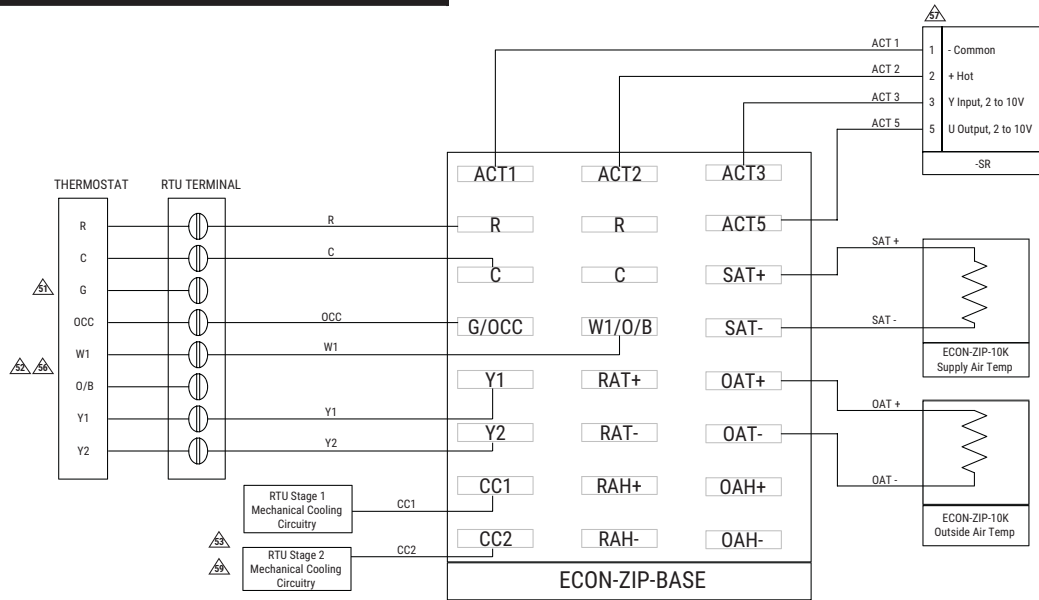 57
ACT 1
1 - Common
ACT 2
2 + Hot
ACT 3
3 Y Input, 2 to 10V
ACT 5
5 U Output, 2 to 10V
-SR
THERMOSTAT
RTU TERMINAL
R
C
51
G
OCC
W1
52 56
O/B
Y1
Y2
R
C
OCC
W1
Y1
Y2
RTU Stage 1
Mechanical Cooling
Circuitry
CC1
53
59
RTU Stage 2
Mechanical Cooling
Circuitry
CC2
ACT1 ACT2 ACT3
R R ACT5
C C SAT+
G/OCC W1/O/B SAT-
Y1 RAT+ OAT+
Y2 RAT- OAT-
CC1 RAH+ OAH+
CC2 RAH- OAH-
ECON-ZIP-BASE
SAT +
SAT -
ECON-ZIP-10K
Supply Air Temp
OAT +
OAT -
ECON-ZIP-10K
Outside Air Temp